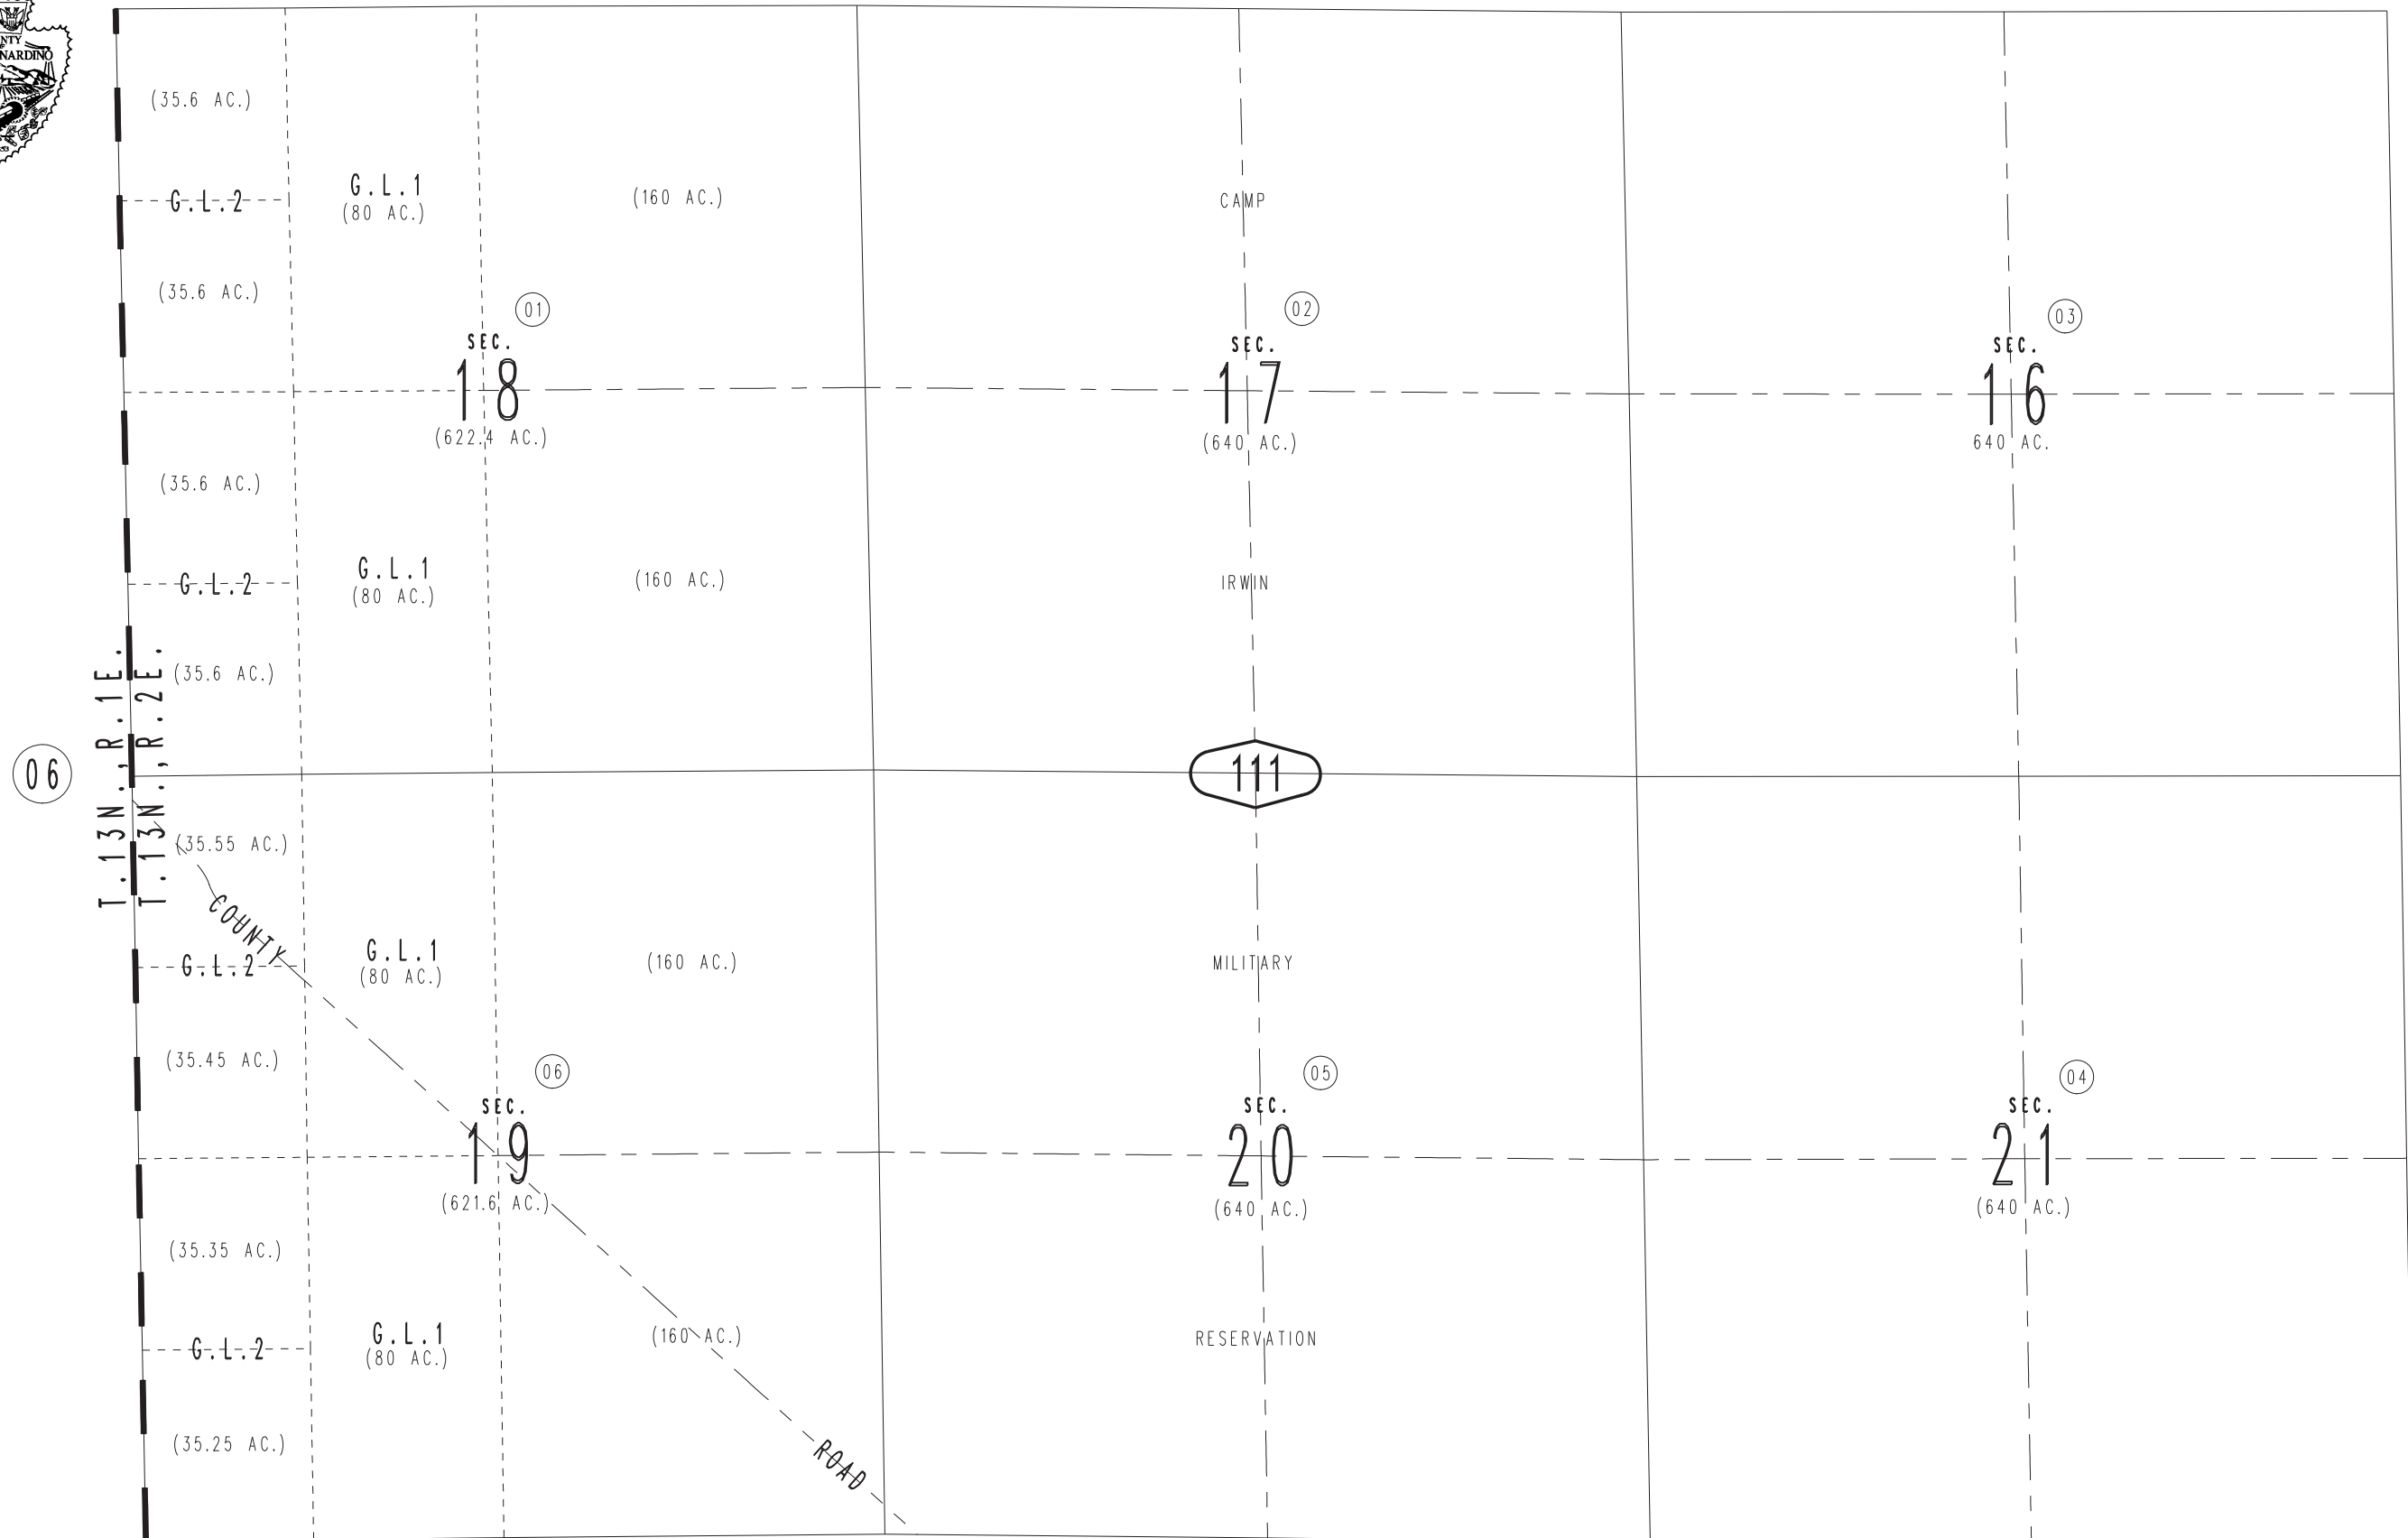 NTY
OF
NARDINO
(35.6 AC.)
G.L.2
(35.6 AC.)
G.L.1
(80 AC.)
(160 AC.)
01
SEC.
18
(622.4 AC.)
(35.6 AC.)
G.L.2
(35.6 AC.)
G.L.1
(80 AC.)
(160 AC.)
CAMP
02
SEC.
17
(640 AC.)
IRWIN
03
SEC.
16
640 AC.
06
T.13N.,R.1E.
T.13N.,R.2E.
111
(35.55 AC.)
COUNTY
G.L.2
(35.45 AC.)
G.L.1
(80 AC.)
(160 AC.)
06
SEC.
19
(621.6 AC.)
(35.35 AC.)
G.L.2
(35.25 AC.)
G.L.1
(80 AC.)
(160 AC.)
ROAD
MILITARY
05
SEC.
20
(640 AC.)
RESERVATION
04
SEC.
21
(640 AC.)